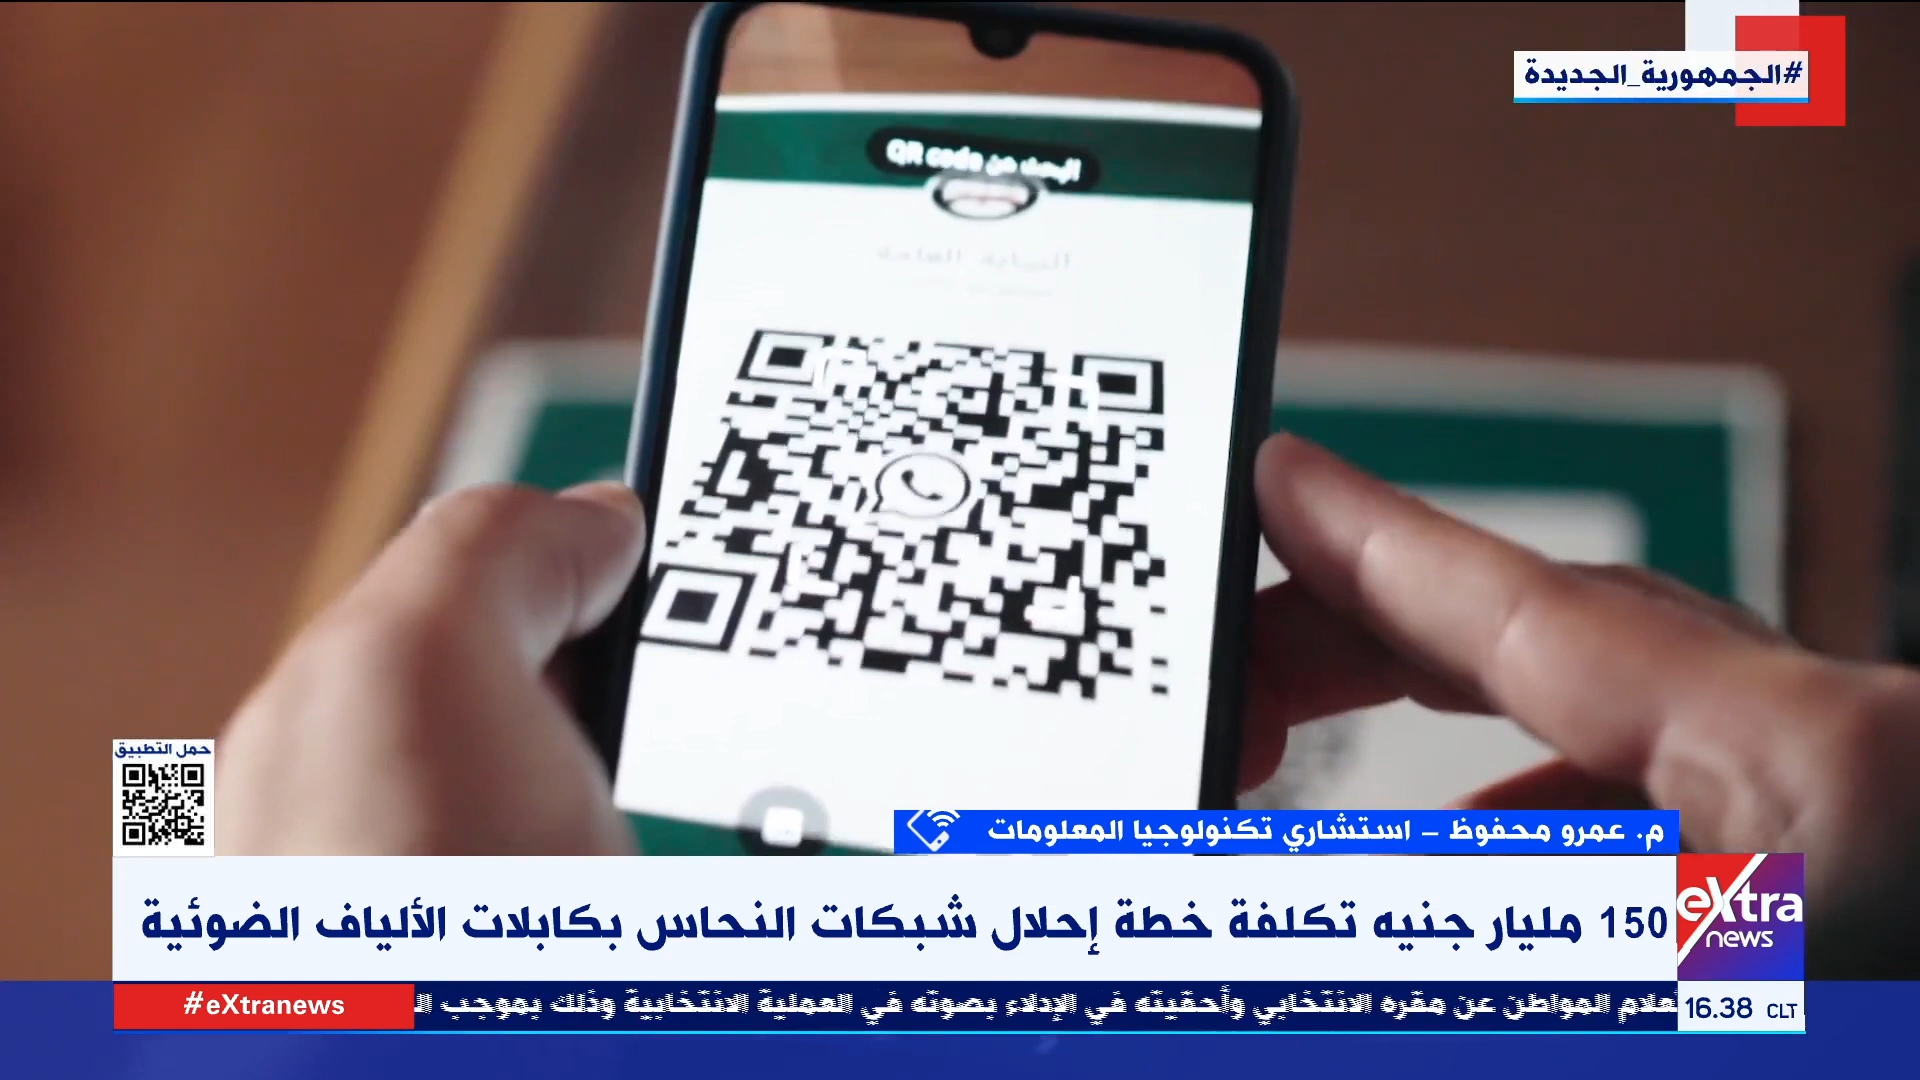 #الجمهورية_الجديدة
البحث عن QR code
النيابة العامة
حمل التطبيق
م. عمرو محفوظ – استشاري تكنولوجيا المعلومات
150 مليار جنيه تكلفة خطة إحلال شبكات النحاس بكابلات الألياف الضوئية
eXtra news
#eXtranews
المواطن عن مقره الانتخابي وأحقيته في الإدلاء بصوته في العملية الانتخابية وذلك بموجب
16.38 CLT